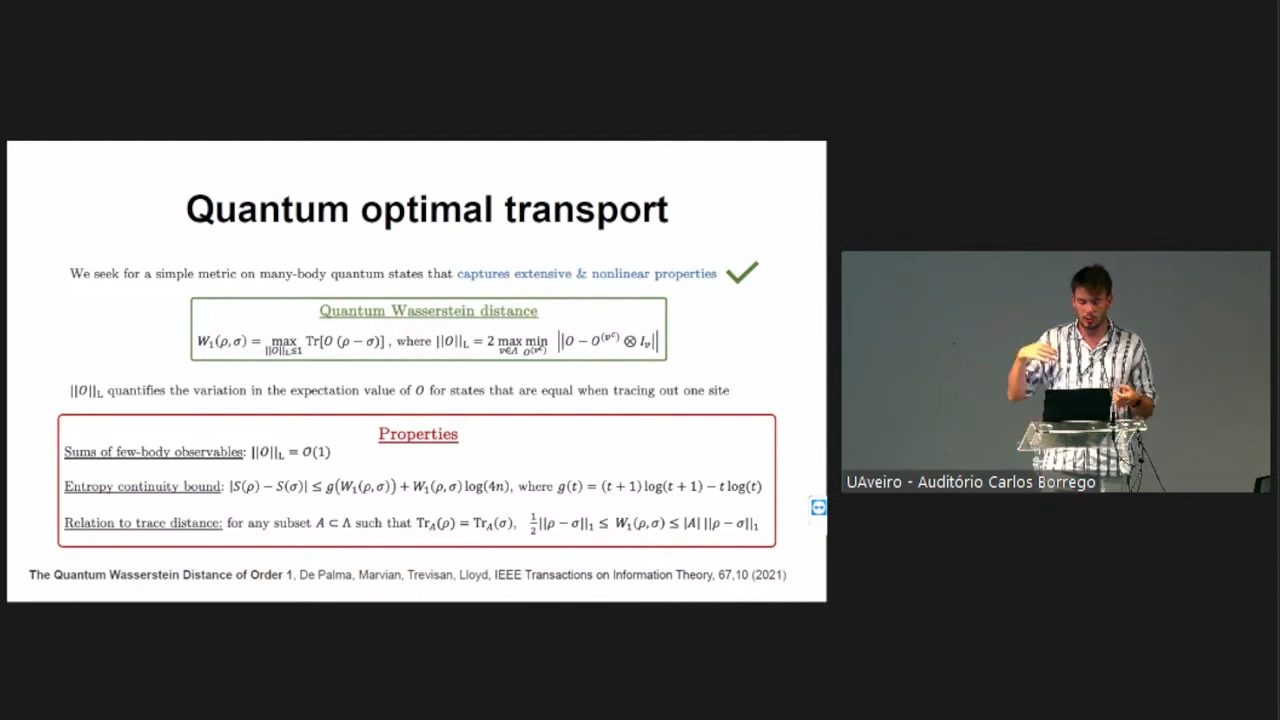 Quantum optimal transport
We seek for a simple metric on many-body quantum states that captures extensive & nonlinear properties
Quantum Wasserstein distance
W₁(ρ,σ) = max_{||O||_L≤1} Tr[O (ρ − σ)] , where ||O||_L = 2 max_{v∈Λ} min_{O^(v^c)} ||O − O^(v^c) ⊗ I_v||
||O||_L quantifies the variation in the expectation value of O for states that are equal when tracing out one site
Properties
Sums of few-body observables: ||O||_L = O(1)
Entropy continuity bound: |S(ρ) − S(σ)| ≤ g(W₁(ρ,σ)) + W₁(ρ,σ) log(4n), where g(t) = (t + 1) log(t + 1) − t log(t)
Relation to trace distance: for any subset A ⊂ Λ such that Tr_A(ρ) = Tr_A(σ), ½||ρ − σ||₁ ≤ W₁(ρ,σ) ≤ |A| ||ρ − σ||₁
The Quantum Wasserstein Distance of Order 1, De Palma, Marvian, Trevisan, Lloyd, IEEE Transactions on Information Theory, 67,10 (2021)
UAveiro - Auditório Carlos Borrego